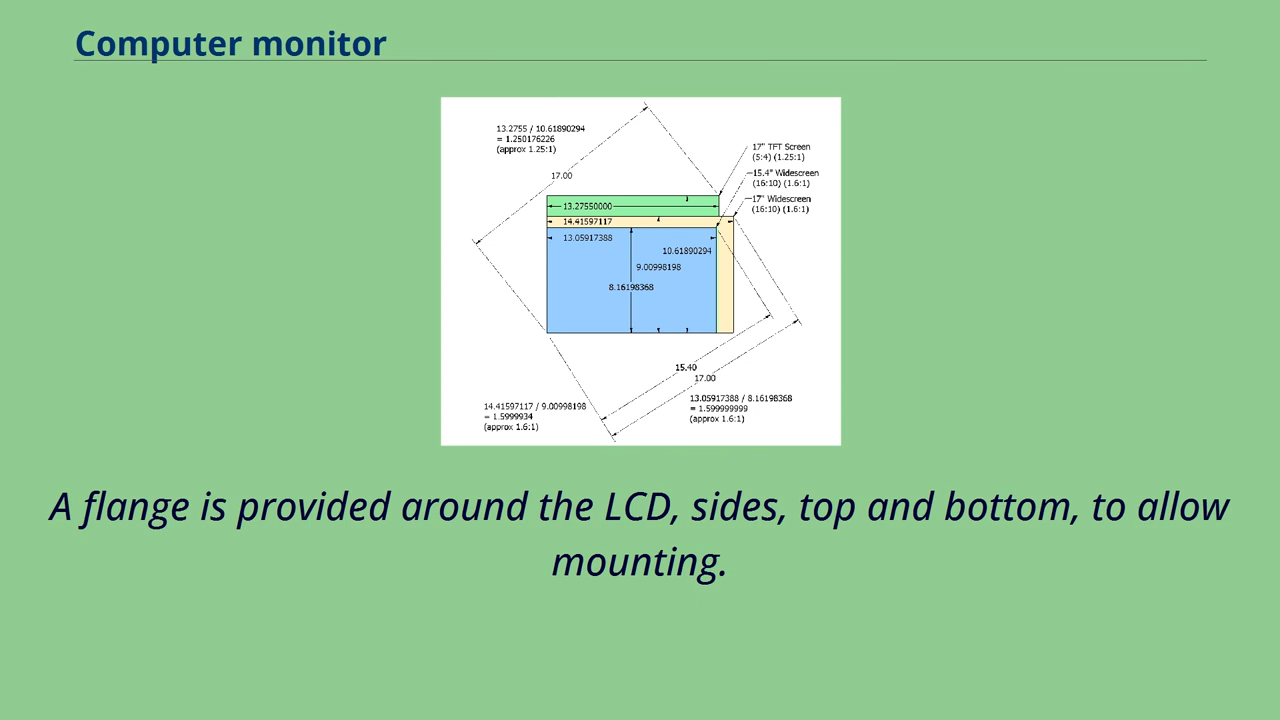 Computer monitor
13.2755 / 10.61890294
= 1.250176226
(approx 1.25:1)
17.00
17" TFT Screen
(5:4) (1.25:1)
15.4" Widescreen
(16:10) (1.6:1)
17" Widescreen
(16:10) (1.6:1)
13.27550000
14.41597117
13.05917388
10.61890294
9.00998198
8.16198368
15.40
17.00
14.41597117 / 9.00998198
= 1.5999934
(approx 1.6:1)
13.05917388 / 8.16198368
= 1.599999999
(approx 1.6:1)
A flange is provided around the LCD, sides, top and bottom, to allow
mounting.